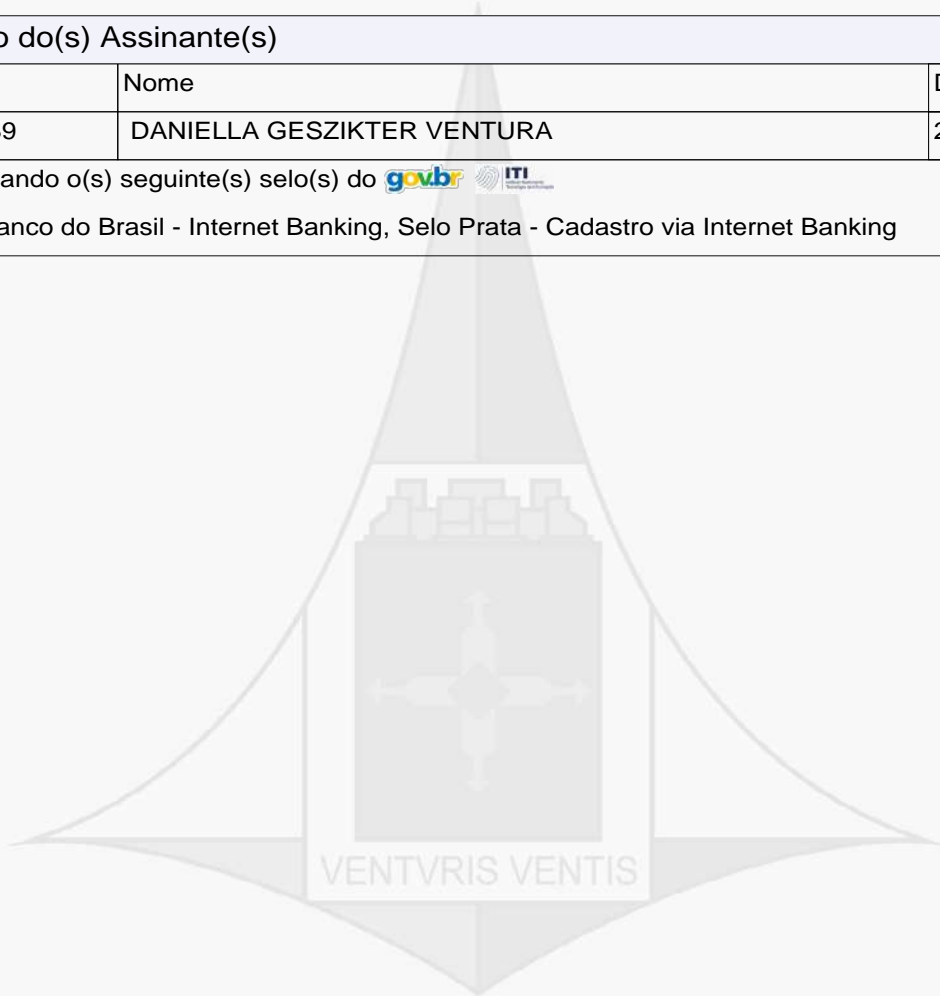 o do(s) Assinante(s)
Nome
9 DANIELLA GESZIKTER VENTURA 2
ando o(s) seguinte(s) selo(s) do gov.br ITI
anco do Brasil - Internet Banking, Selo Prata - Cadastro via Internet Banking
VENTVRIS VENTIS